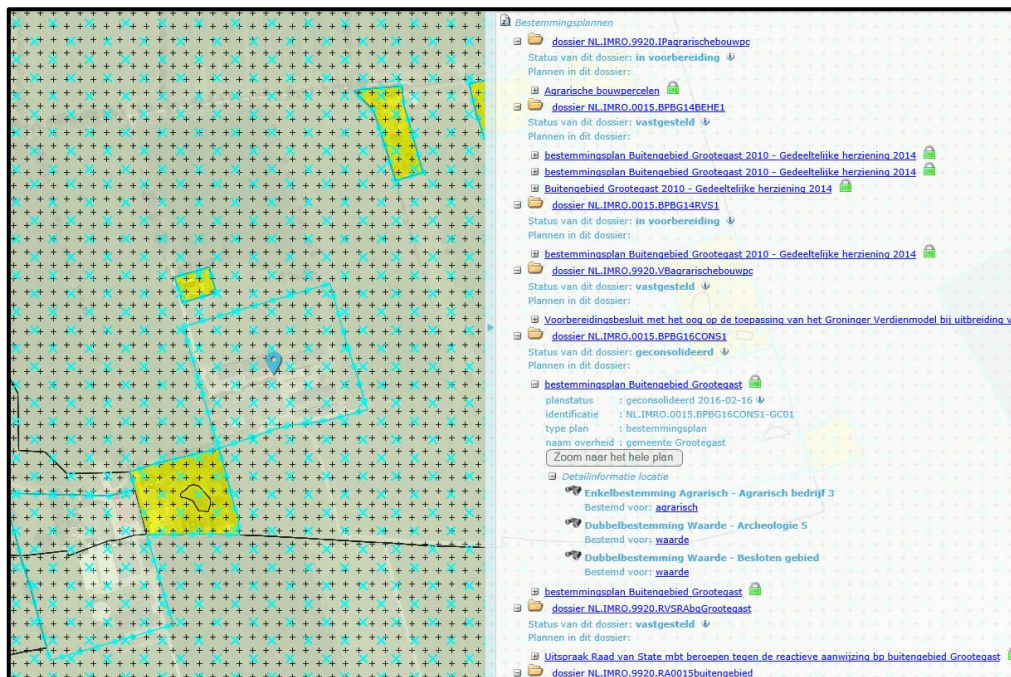 Bestemmingsplannen
dossier NL.IMRO.9920.IPagrarischebouwpc
Status van dit dossier: in voorbereiding
Plannen in dit dossier:
Agrarische bouwpercelen
dossier NL.IMRO.0015.BPBG14BEHE1
Status van dit dossier: vastgesteld
Plannen in dit dossier:
bestemmingsplan Buitengebied Grootegast 2010 - Gedeeltelijke herziening 2014
bestemmingsplan Buitengebied Grootegast 2010 - Gedeeltelijke herziening 2014
Buitengebied Grootegast 2010 - Gedeeltelijke herziening 2014
dossier NL.IMRO.0015.BPBG14RVS1
Status van dit dossier: in voorbereiding
Plannen in dit dossier:
bestemmingsplan Buitengebied Grootegast 2010 - Gedeeltelijke herziening 2014
dossier NL.IMRO.9920.VBagrarischebouwpc
Status van dit dossier: vastgesteld
Plannen in dit dossier:
Voorbereidingsbesluit met het oog op de toepassing van het Groninger Verdienmodel bij uitbreiding v
dossier NL.IMRO.0015.BPBG16CONS1
Status van dit dossier: geconsolideerd
Plannen in dit dossier:
bestemmingsplan Buitengebied Grootegast
planstatus : geconsolideerd 2016-02-16
identificatie : NL.IMRO.0015.BPBG16CONS1-GC01
type plan : bestemmingsplan
naam overheid : gemeente Grootegast
Zoom naar het hele plan
Detailinformatie locatie
Enkelbestemming Agrarisch - Agrarisch bedrijf 3
Bestemd voor: agrarisch
Dubbelbestemming Waarde - Archeologie 5
Bestemd voor: waarde
Dubbelbestemming Waarde - Besloten gebied
Bestemd voor: waarde
bestemmingsplan Buitengebied Grootegast
dossier NL.IMRO.9920.RVSRAbgGrootegast
Status van dit dossier: vastgesteld
Plannen in dit dossier:
Uitspraak Raad van State mbt beroepen tegen de reactieve aanwijzing bp buitengebied Grootegast
dossier NL.IMRO.9920.RA0015buitengebied